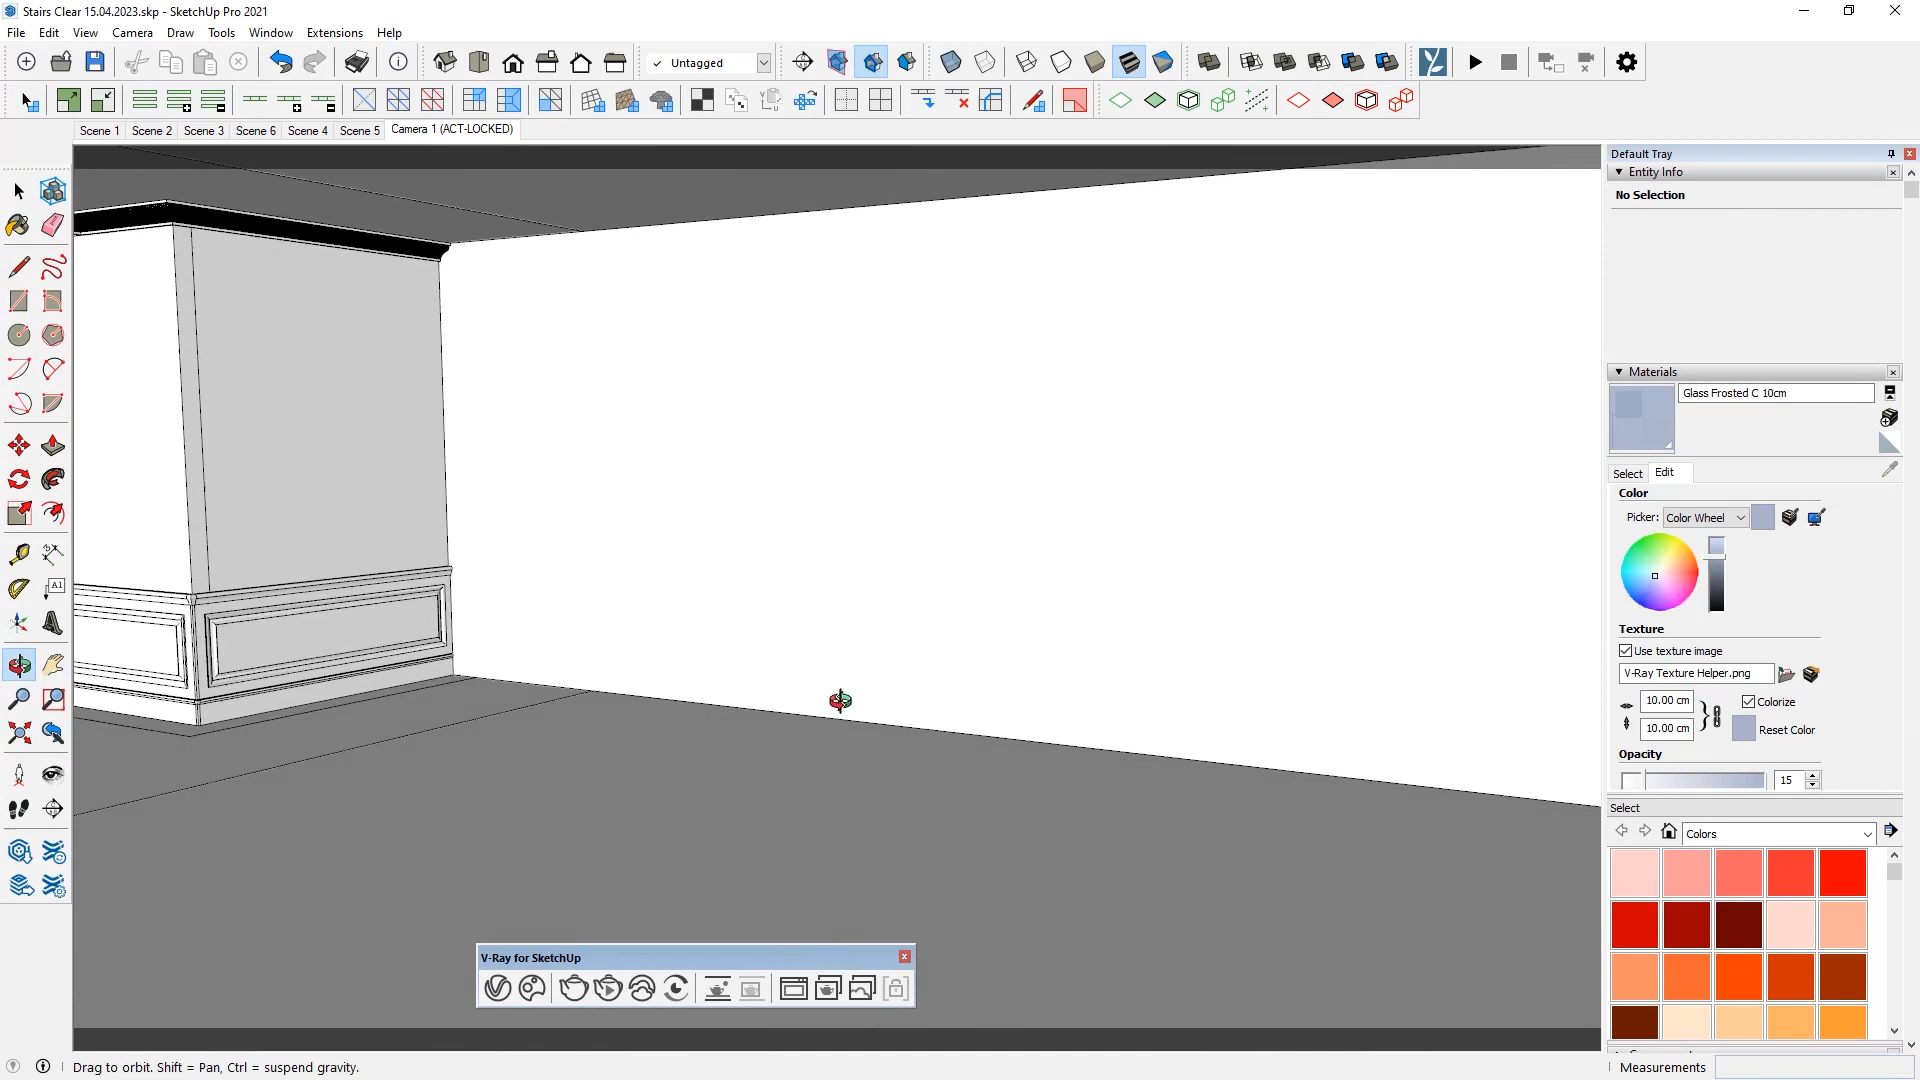 Stairs Clear 15.04.2023.skp - SketchUp Pro 2021
File Edit View Camera Draw Tools Window Extensions Help
Untagged
Scene 1 Scene 2 Scene 3 Scene 6 Scene 4 Scene 5 Camera 1 (ACT-LOCKED)
Default Tray
Entity Info
No Selection
Materials
Glass Frosted C 10cm
Select Edit
Color
Picker: Color Wheel
Texture
Use texture image
V-Ray Texture Helper.png
10.00 cm
Colorize
10.00 cm
Reset Color
Opacity
15
Select
Colors
A1
V-Ray for SketchUp
Drag to orbit. Shift = Pan, Ctrl = suspend gravity.
Measurements